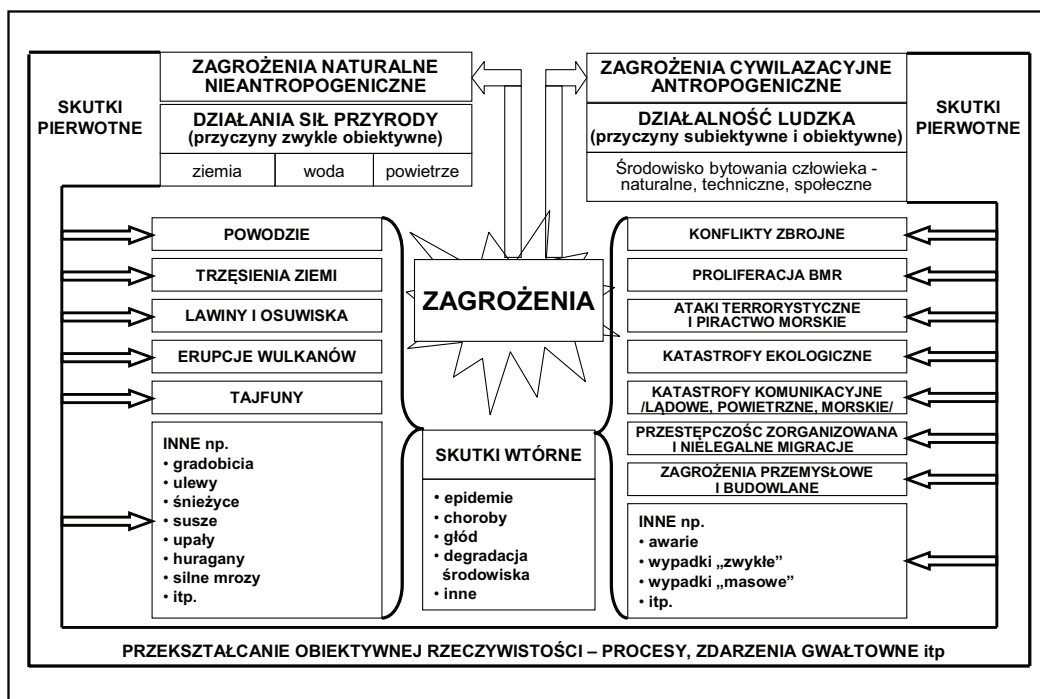 ZAGROŻENIA NATURALNE
NIEANTROPOGENICZNE
SKUTKI
PIERWOTNE
DZIAŁANIA SIŁ PRZYRODY
(przyczyny zwykle obiektywne)
ziemia
woda
powietrze
ZAGROŻENIA CYWILAZACYJNE
ANTROPOGENICZNE
DZIAŁALNOŚĆ LUDZKA
(przyczyny subiektywne i obiektywne)
Środowisko bytowania człowieka -
naturalne, techniczne, społeczne
SKUTKI
PIERWOTNE
POWODZIE
TRZĘSIENIA ZIEMI
LAWINY I OSUWISKA
ERUPCJE WULKANÓW
TAJFUNY
INNE np.
• gradobicia
• ulewy
• śnieżyce
• susze
• upały
• huragany
• silne mrozy
• itp.
ZAGROŻENIA
SKUTKI WTÓRNE
• epidemie
• choroby
• głód
• degradacja
środowiska
• inne
KONFLIKTY ZBROJNE
PROLIFERACJA BMR
ATAKI TERRORYSTYCZNE
I PIRACTWO MORSKIE
KATASTROFY EKOLOGICZNE
KATASTROFY KOMUNIKACYJNE
/LĄDOWE, POWIETRZNE, MORSKIE/
PRZESTĘPCZOŚC ZORGANIZOWANA
I NIELEGALNE MIGRACJE
ZAGROŻENIA PRZEMYSŁOWE
I BUDOWLANE
INNE np.
• awarie
• wypadki „zwykłe”
• wypadki „masowe”
• itp.
PRZEKSZTAŁCANIE OBIEKTYWNEJ RZECZYWISTOŚCI – PROCESY, ZDARZENIA GWAŁTOWNE itp